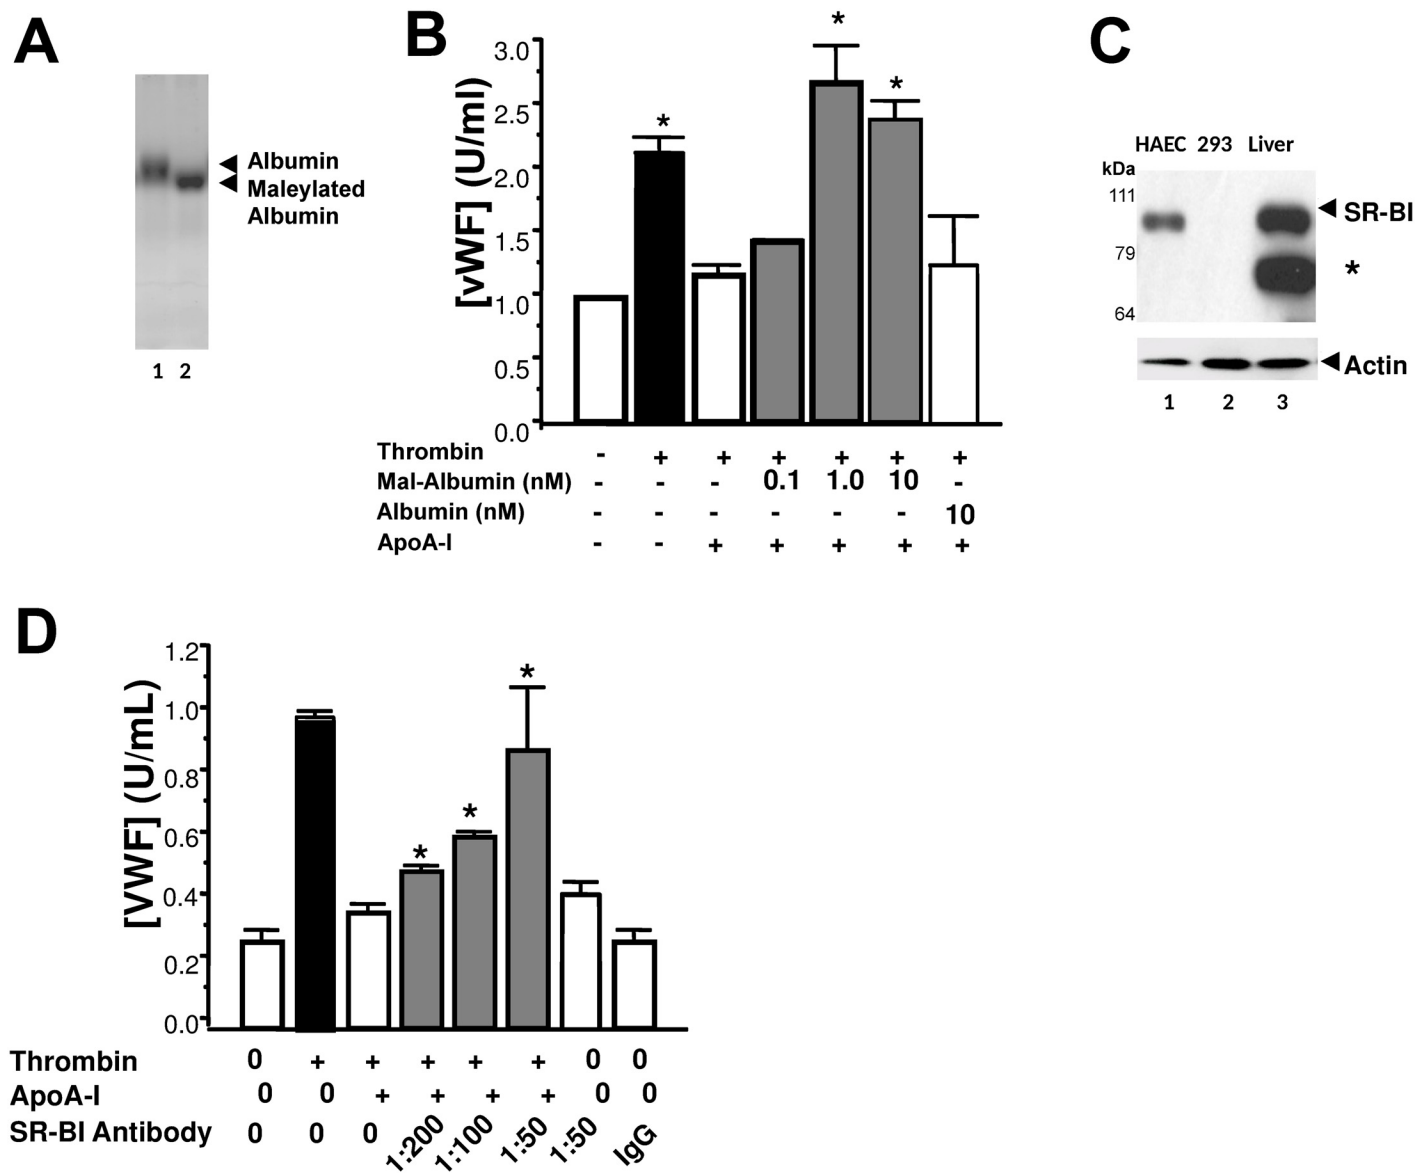 A
Albumin
Maleylated
Albumin
1 2
B
[vWF] (U/ml)
3.0
2.5
2.0
1.5
1.0
0.5
0.0
* * *
Thrombin - + + + + + +
Mal-Albumin (nM) - - - 0.1 1.0 10 -
Albumin (nM) - - - - - - 10
ApoA-I - - + + + + +
C
HAEC 293 Liver
kDa
111
79
64
SR-BI
*
Actin
1 2 3
D
[VWF] (U/mL)
1.2
1.0
0.8
0.6
0.4
0.2
0.0
* * *
Thrombin 0 + + + + + 0 0
ApoA-I 0 0 + + + + 0 0
SR-BI Antibody 0 0 0 1:200 1:100 1:50 1:50 IgG